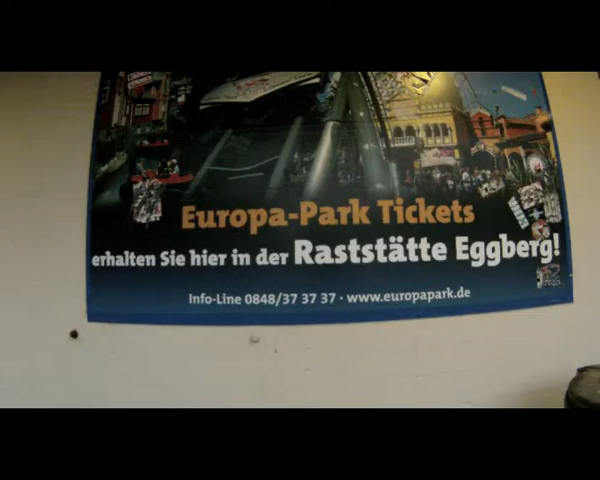 Europa-Park Tickets
erhalten Sie hier in der Raststätte Eggberg!
Info-Line 0848/37 37 37 · www.europapark.de